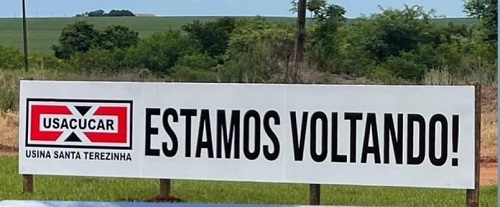 USACUCAR
USINA SANTA TEREZINHA
ESTAMOS VOLTANDO!